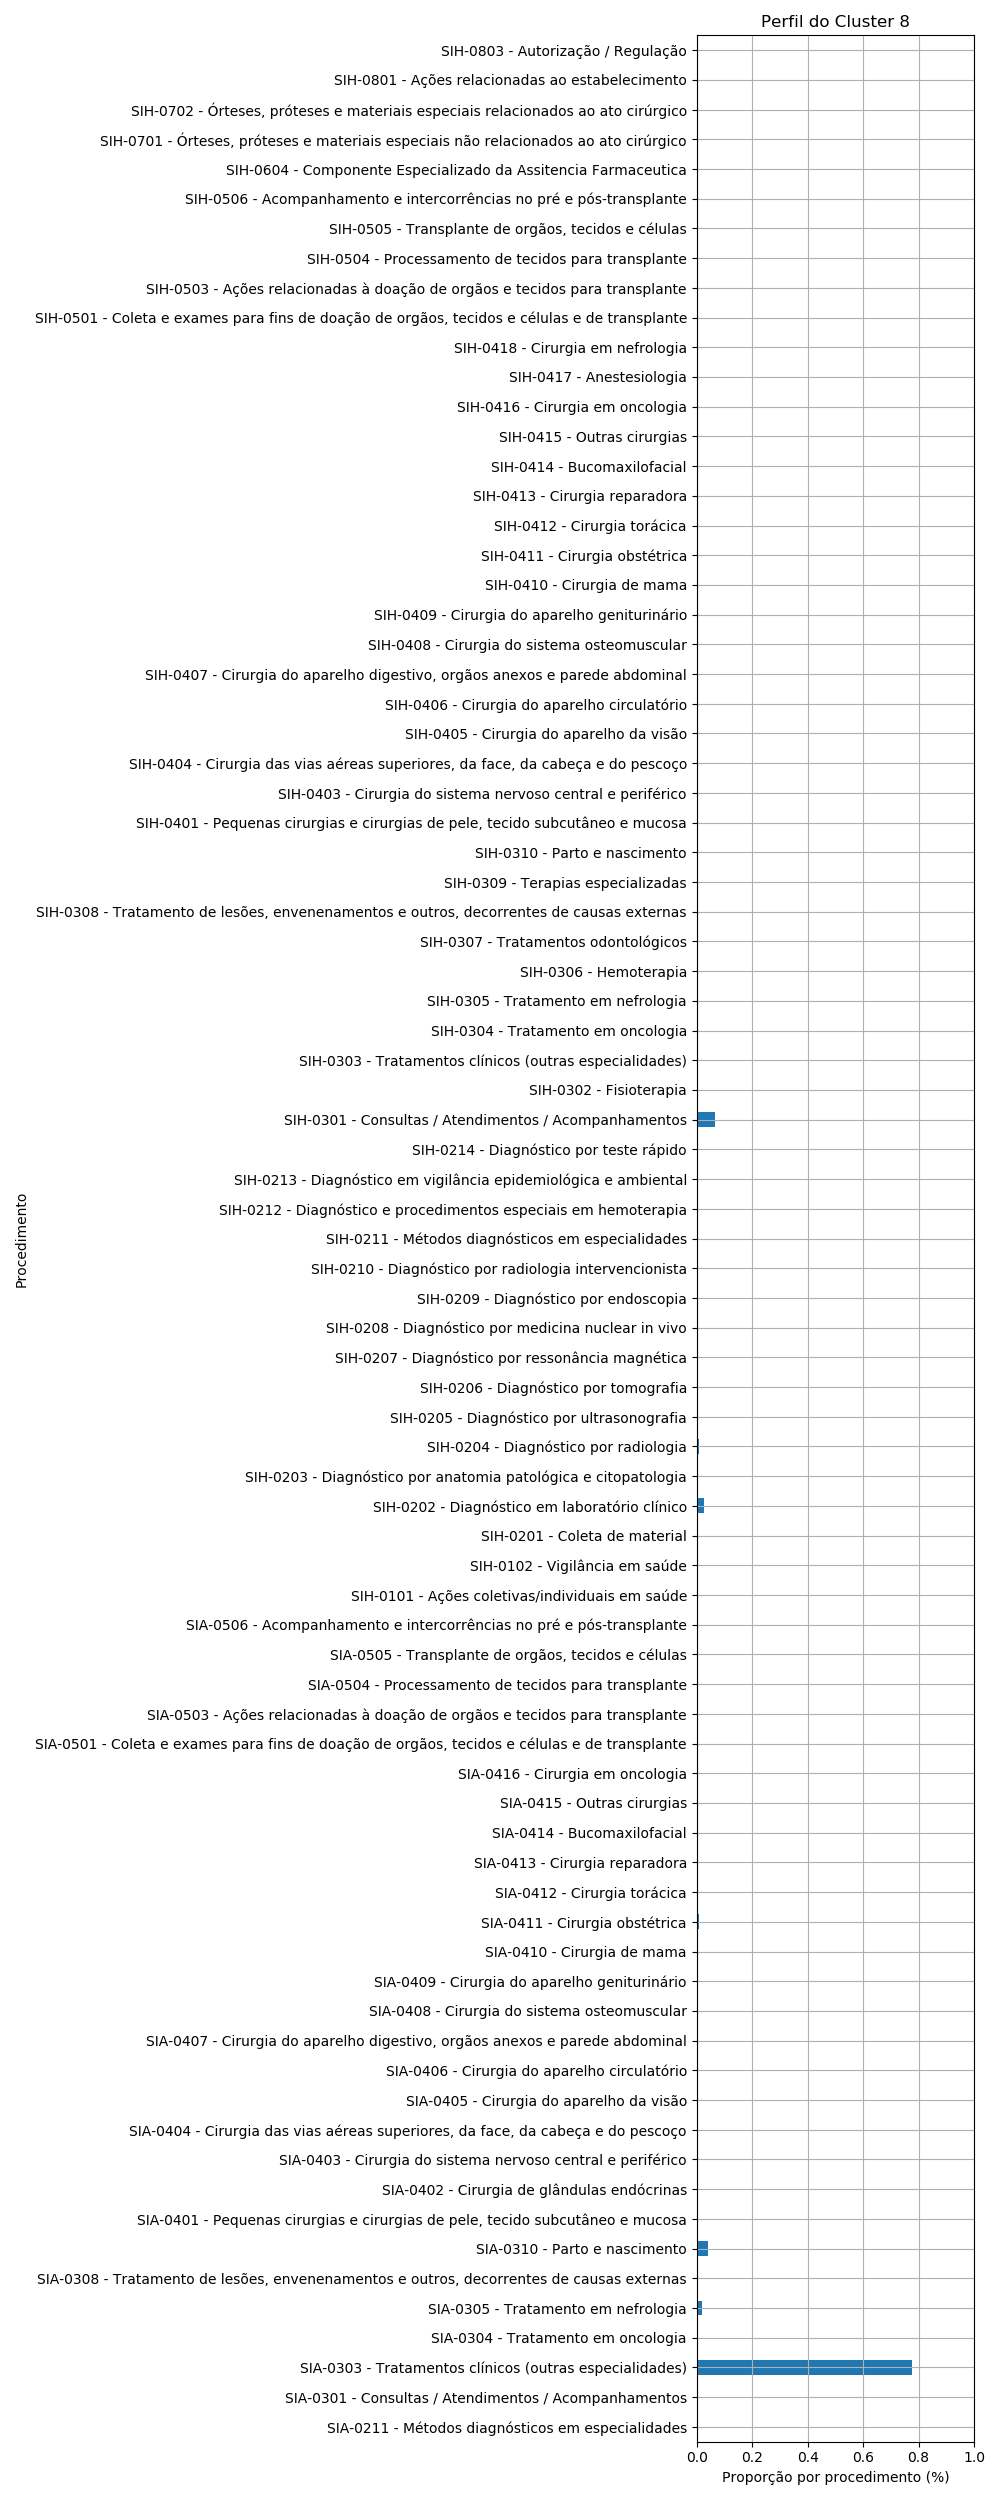 Perfil do Cluster 8
SIH-0803 - Autorização / Regulação
SIH-0801 - Ações relacionadas ao estabelecimento
SIH-0702 - Órteses, próteses e materiais especiais relacionados ao ato cirúrgico
SIH-0701 - Órteses, próteses e materiais especiais não relacionados ao ato cirúrgico
SIH-0604 - Componente Especializado da Assitencia Farmaceutica
SIH-0506 - Acompanhamento e intercorrências no pré e pós-transplante
SIH-0505 - Transplante de orgãos, tecidos e células
SIH-0504 - Processamento de tecidos para transplante
SIH-0503 - Ações relacionadas à doação de orgãos e tecidos para transplante
SIH-0501 - Coleta e exames para fins de doação de orgãos, tecidos e células e de transplante
SIH-0418 - Cirurgia em nefrologia
SIH-0417 - Anestesiologia
SIH-0416 - Cirurgia em oncologia
SIH-0415 - Outras cirurgias
SIH-0414 - Bucomaxilofacial
SIH-0413 - Cirurgia reparadora
SIH-0412 - Cirurgia torácica
SIH-0411 - Cirurgia obstétrica
SIH-0410 - Cirurgia de mama
SIH-0409 - Cirurgia do aparelho geniturinário
SIH-0408 - Cirurgia do sistema osteomuscular
SIH-0407 - Cirurgia do aparelho digestivo, orgãos anexos e parede abdominal
SIH-0406 - Cirurgia do aparelho circulatório
SIH-0405 - Cirurgia do aparelho da visão
SIH-0404 - Cirurgia das vias aéreas superiores, da face, da cabeça e do pescoço
SIH-0403 - Cirurgia do sistema nervoso central e periférico
SIH-0401 - Pequenas cirurgias e cirurgias de pele, tecido subcutâneo e mucosa
SIH-0310 - Parto e nascimento
SIH-0309 - Terapias especializadas
SIH-0308 - Tratamento de lesões, envenenamentos e outros, decorrentes de causas externas
SIH-0307 - Tratamentos odontológicos
SIH-0306 - Hemoterapia
SIH-0305 - Tratamento em nefrologia
SIH-0304 - Tratamento em oncologia
SIH-0303 - Tratamentos clínicos (outras especialidades)
SIH-0302 - Fisioterapia
SIH-0301 - Consultas / Atendimentos / Acompanhamentos
SIH-0214 - Diagnóstico por teste rápido
SIH-0213 - Diagnóstico em vigilância epidemiológica e ambiental
SIH-0212 - Diagnóstico e procedimentos especiais em hemoterapia
SIH-0211 - Métodos diagnósticos em especialidades
SIH-0210 - Diagnóstico por radiologia intervencionista
SIH-0209 - Diagnóstico por endoscopia
SIH-0208 - Diagnóstico por medicina nuclear in vivo
SIH-0207 - Diagnóstico por ressonância magnética
SIH-0206 - Diagnóstico por tomografia
SIH-0205 - Diagnóstico por ultrasonografia
SIH-0204 - Diagnóstico por radiologia
SIH-0203 - Diagnóstico por anatomia patológica e citopatologia
SIH-0202 - Diagnóstico em laboratório clínico
SIH-0201 - Coleta de material
SIH-0102 - Vigilância em saúde
SIH-0101 - Ações coletivas/individuais em saúde
SIA-0506 - Acompanhamento e intercorrências no pré e pós-transplante
SIA-0505 - Transplante de orgãos, tecidos e células
SIA-0504 - Processamento de tecidos para transplante
SIA-0503 - Ações relacionadas à doação de orgãos e tecidos para transplante
SIA-0501 - Coleta e exames para fins de doação de orgãos, tecidos e células e de transplante
SIA-0416 - Cirurgia em oncologia
SIA-0415 - Outras cirurgias
SIA-0414 - Bucomaxilofacial
SIA-0413 - Cirurgia reparadora
SIA-0412 - Cirurgia torácica
SIA-0411 - Cirurgia obstétrica
SIA-0410 - Cirurgia de mama
SIA-0409 - Cirurgia do aparelho geniturinário
SIA-0408 - Cirurgia do sistema osteomuscular
SIA-0407 - Cirurgia do aparelho digestivo, orgãos anexos e parede abdominal
SIA-0406 - Cirurgia do aparelho circulatório
SIA-0405 - Cirurgia do aparelho da visão
SIA-0404 - Cirurgia das vias aéreas superiores, da face, da cabeça e do pescoço
SIA-0403 - Cirurgia do sistema nervoso central e periférico
SIA-0402 - Cirurgia de glândulas endócrinas
SIA-0401 - Pequenas cirurgias e cirurgias de pele, tecido subcutâneo e mucosa
SIA-0310 - Parto e nascimento
SIA-0308 - Tratamento de lesões, envenenamentos e outros, decorrentes de causas externas
SIA-0305 - Tratamento em nefrologia
SIA-0304 - Tratamento em oncologia
SIA-0303 - Tratamentos clínicos (outras especialidades)
SIA-0301 - Consultas / Atendimentos / Acompanhamentos
SIA-0211 - Métodos diagnósticos em especialidades
Procedimento
0.0 0.2 0.4 0.6 0.8 1.0
Proporção por procedimento (%)